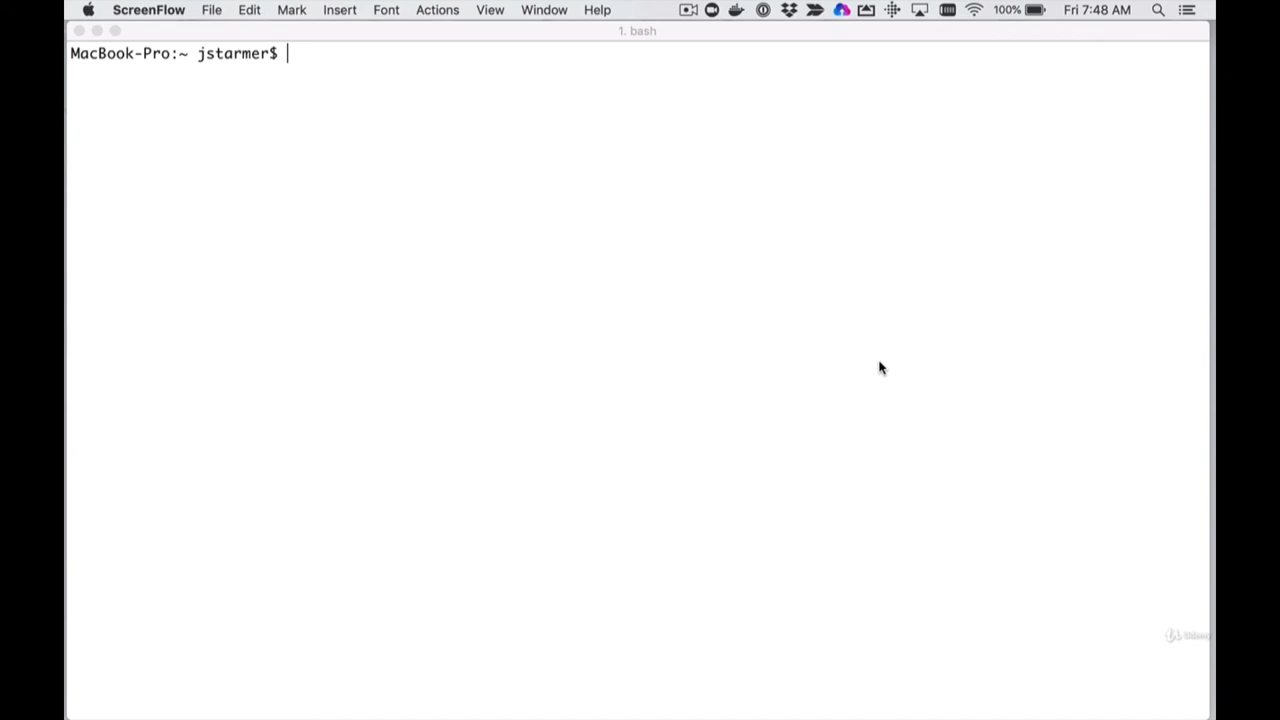 ScreenFlow File Edit Mark Insert Font Actions View Window Help 100% Fri 7:48 AM
1. bash
MacBook-Pro:~ jstarmer$
Udemy